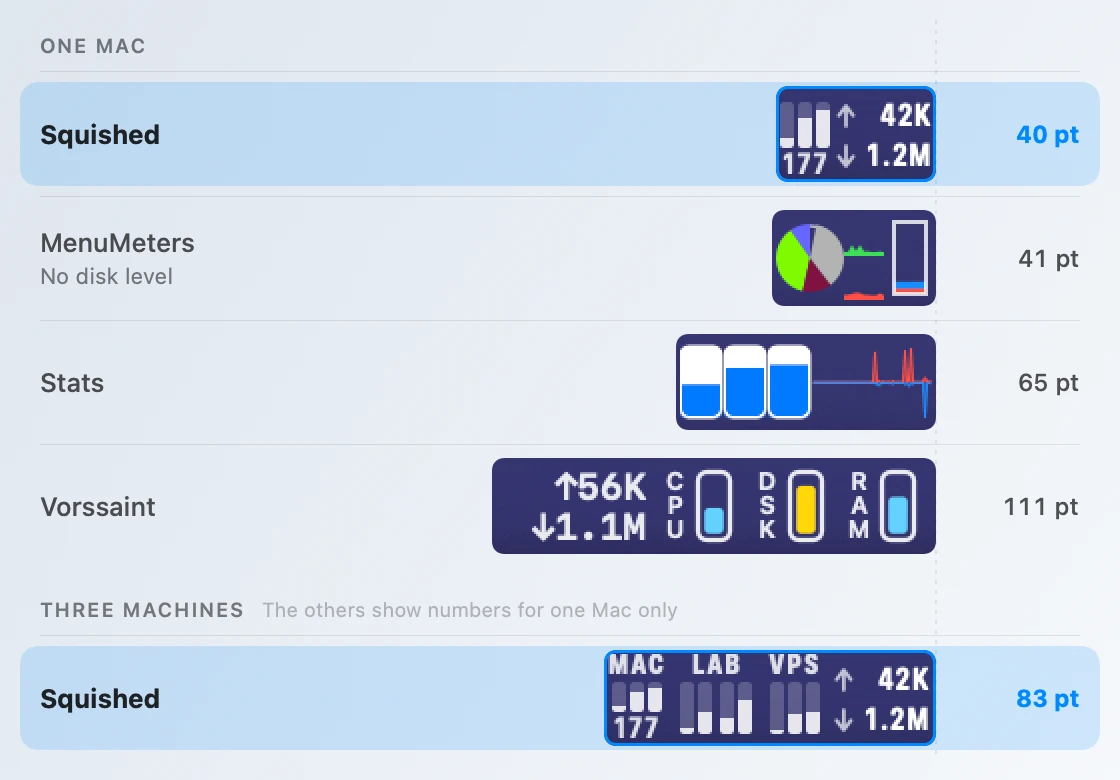 ONE MAC
Squished
↑ 42K
177 ↓ 1.2M
40 pt
MenuMeters
No disk level
41 pt
Stats
65 pt
Vorssaint
↑56K
↓1.1M
CPU
DSK
RAM
111 pt
THREE MACHINES The others show numbers for one Mac only
Squished
MAC LAB VPS
↑ 42K
177 ↓ 1.2M
83 pt